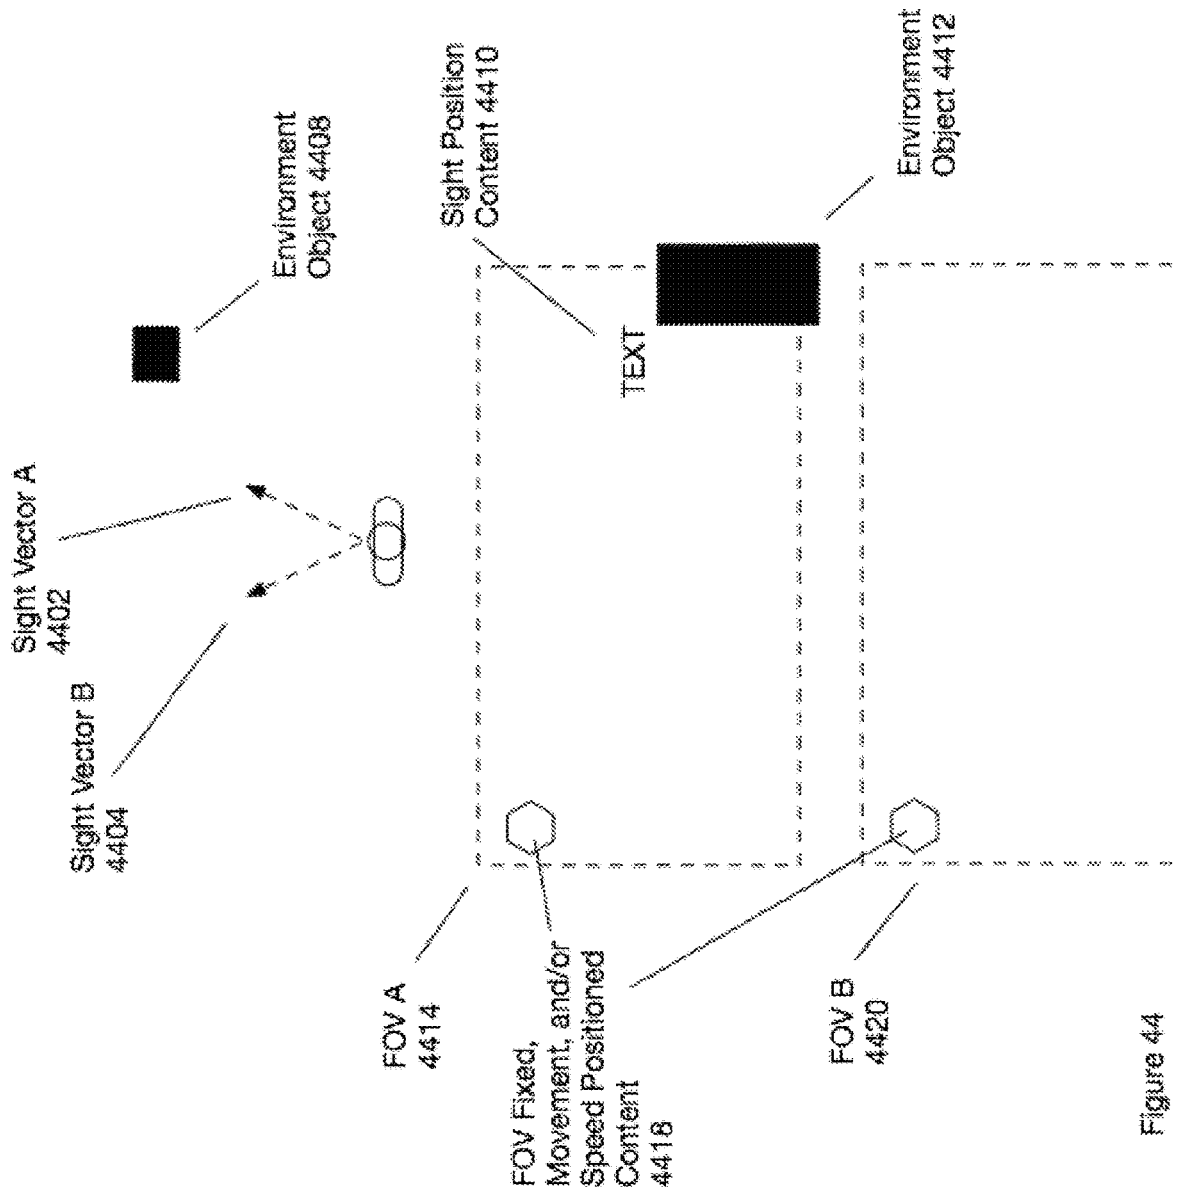 Sight Vector A
4402
Sight Vector B
4404
Environment
Object 4408
FOV A
4414
Sight Position
Content 4410
TEXT
FOV Fixed,
Movement, and/or
Speed Positioned
Content
4418
Environment
Object 4412
FOV B
4420
Figure 44